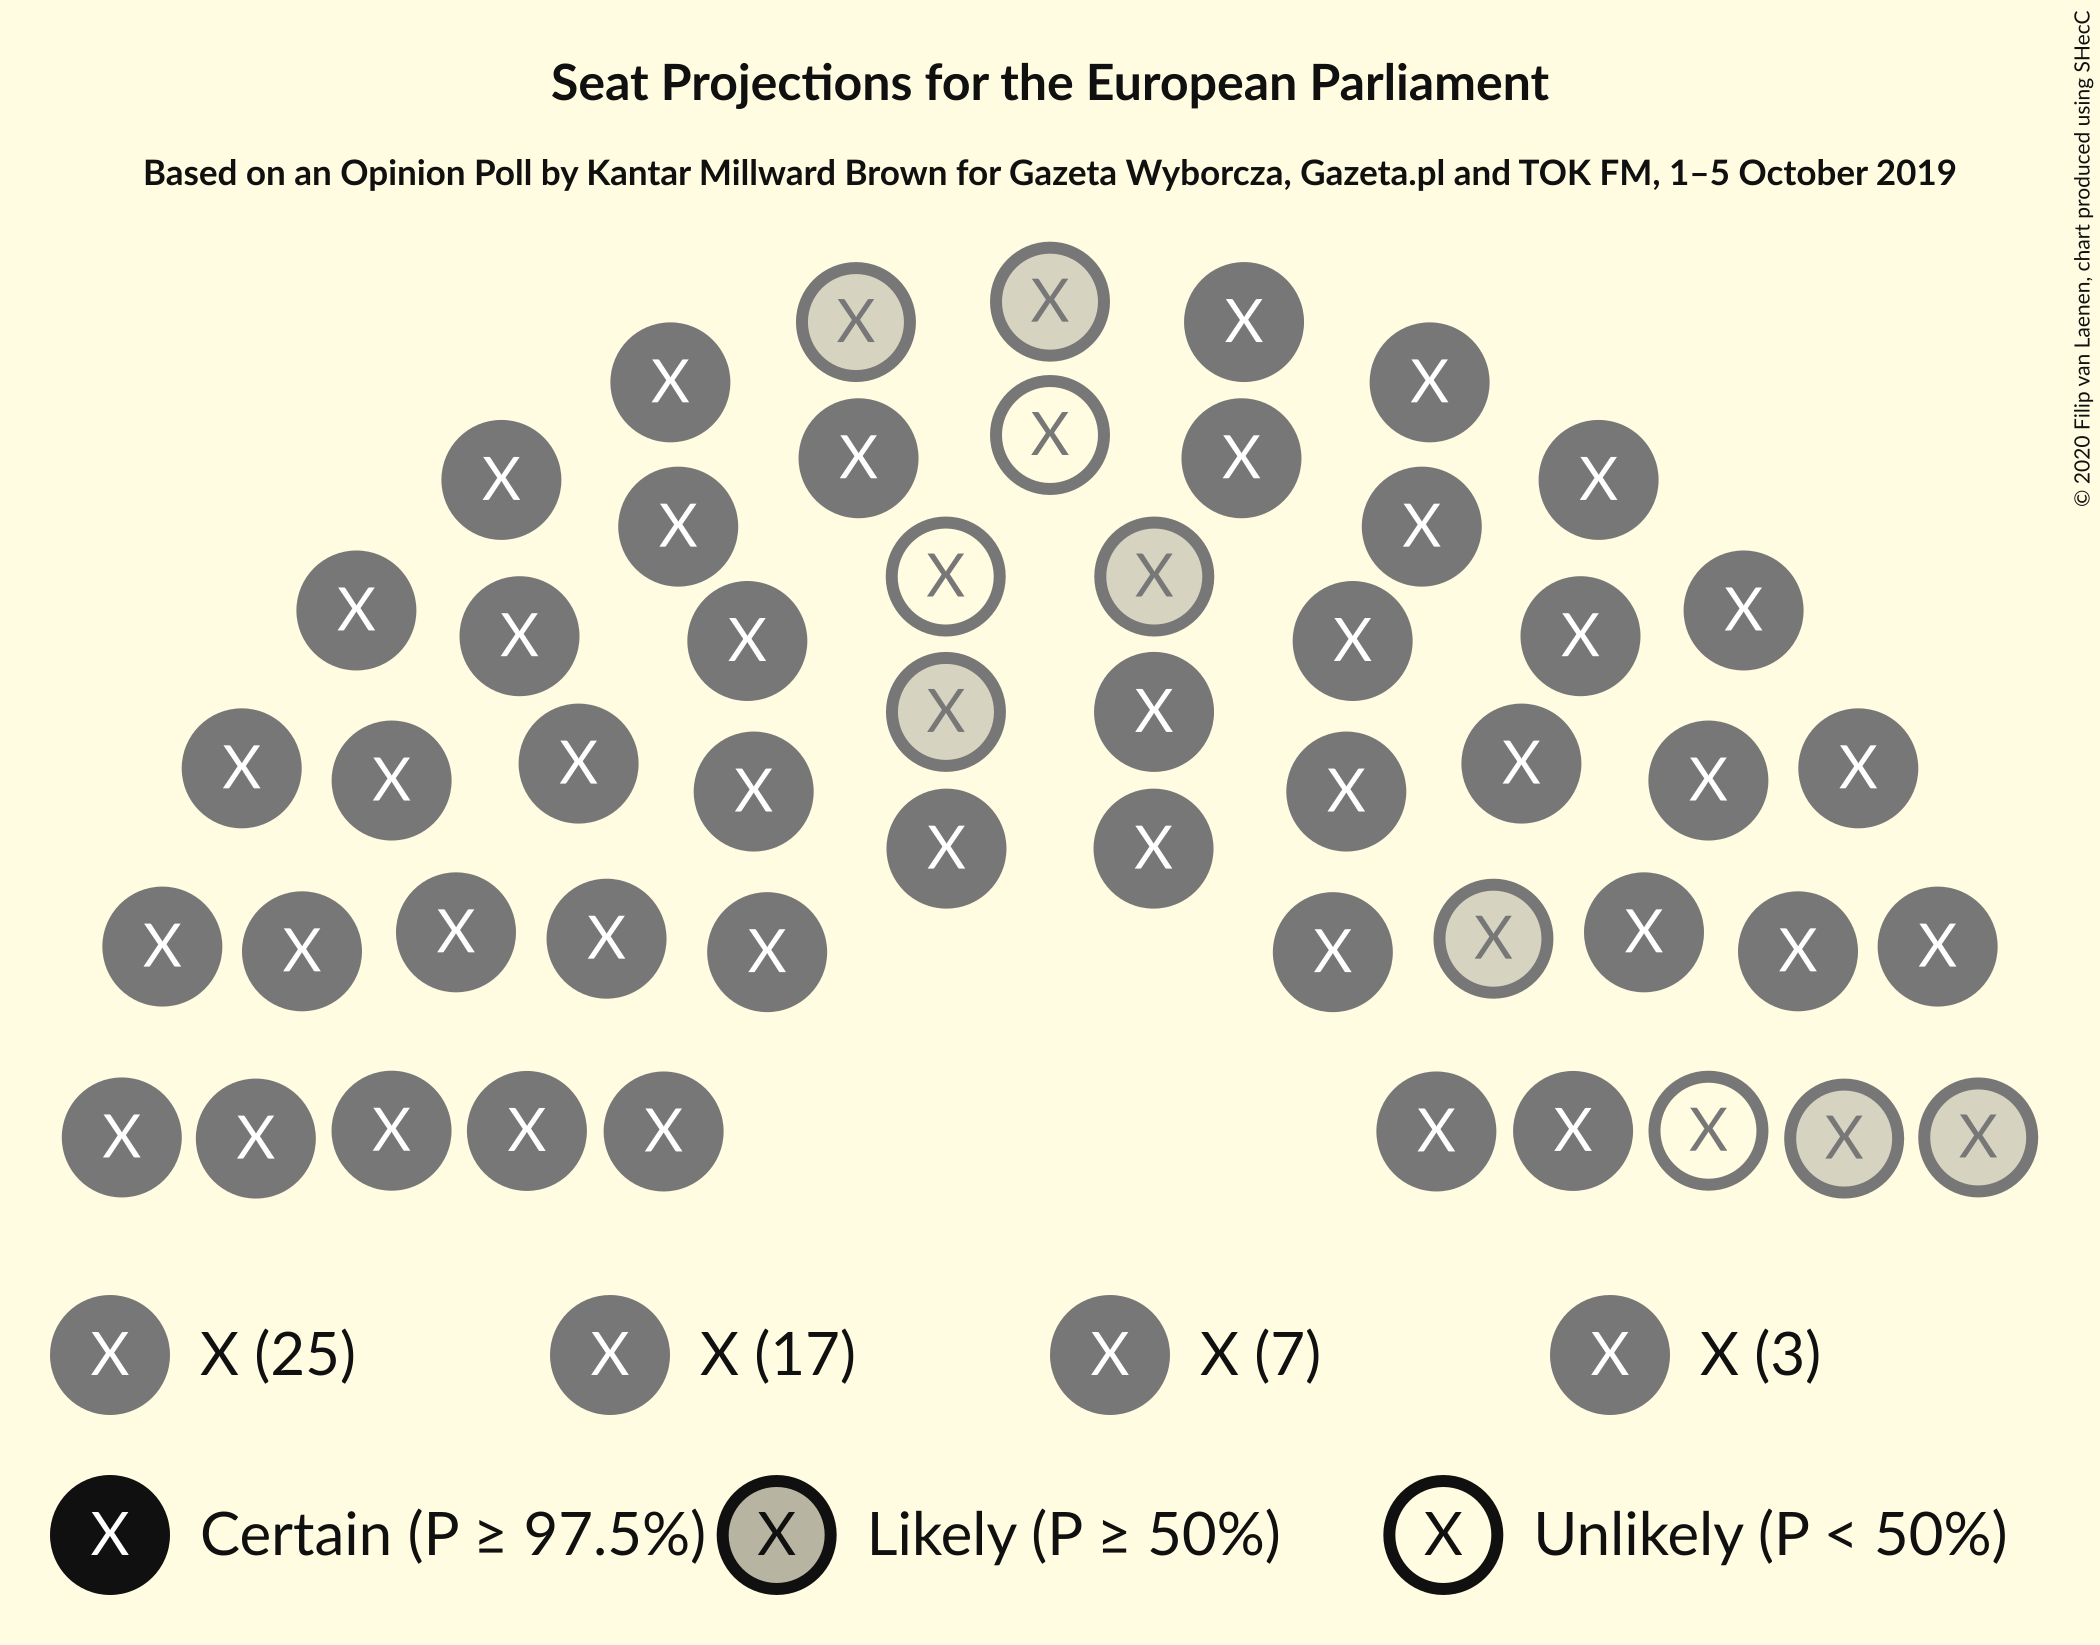 Seat Projections for the European Parliament
Based on an Opinion Poll by Kantar Millward Brown for Gazeta Wyborcza, Gazeta.pl and TOK FM, 1–5 October 2019
© 2020 Filip van Laenen, chart produced using SHecC
X X X
X X
X X X
X X
X X
X X
X X X X X X
X X
X X X X X X X X
X X
X X X X X X X X X X
X X X X X X X X X X
X X (25) X X (17) X X (7) X X (3)
X Certain (P ≥ 97.5%) X Likely (P ≥ 50%) X Unlikely (P < 50%)